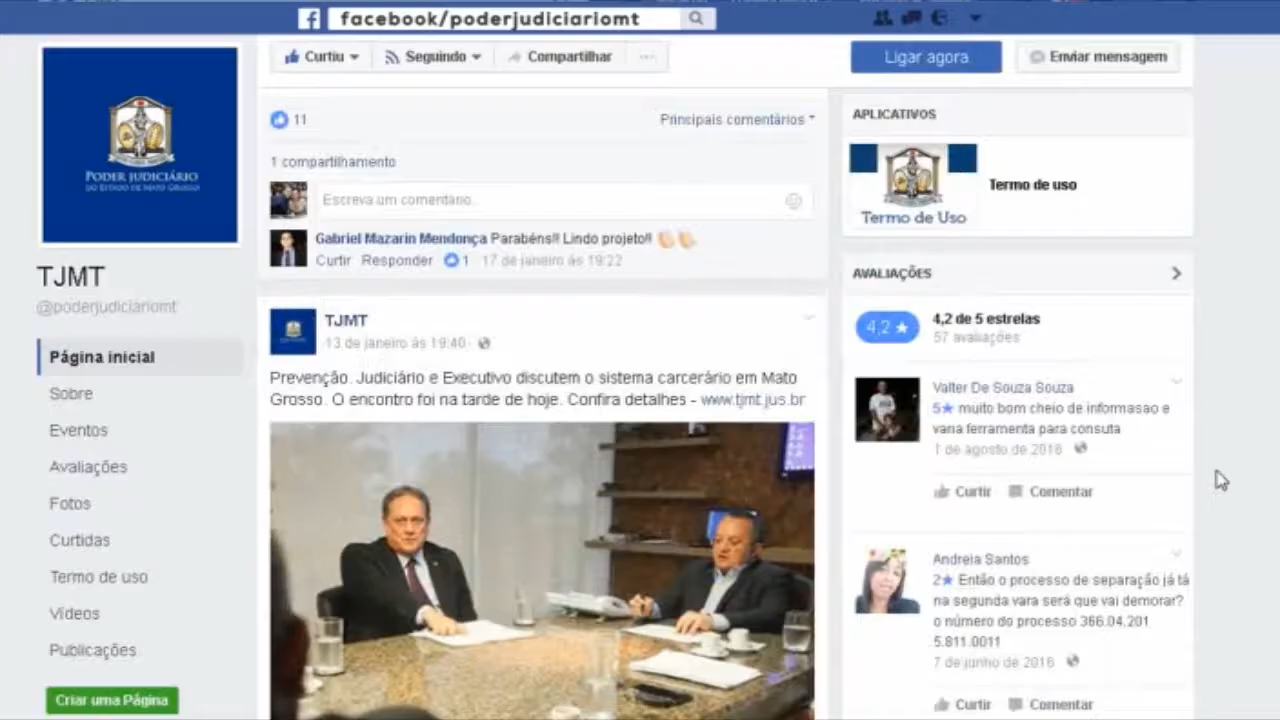 facebook/poderjudiciariomt
PODER JUDICIÁRIO
DO ESTADO DE MATO GROSSO
TJMT
@poderjudiciariomt
Página inicial
Sobre
Eventos
Avaliações
Fotos
Curtidas
Termo de uso
Vídeos
Publicações
Criar uma Página
Curtiu
Seguindo
Compartilhar
...
Ligar agora
Enviar mensagem
11
Principais comentários
1 compartilhamento
Escreva um comentário...
Gabriel Mazarin Mendonça Parabéns!! Lindo projeto!! 👏👏
Curtir Responder 1 17 de janeiro às 19:22
TJMT
13 de janeiro às 19:40 ·
Prevenção. Judiciário e Executivo discutem o sistema carcerário em Mato
Grosso. O encontro foi na tarde de hoje. Confira detalhes - www.tjmt.jus.br
APLICATIVOS
Termo de Uso
Termo de uso
AVALIAÇÕES
4,2 ★
4,2 de 5 estrelas
57 avaliações
Valter De Souza Souza
5★ muito bom cheio de informasao e
varia ferramenta para consuta
1 de agosto de 2016
Curtir Comentar
Andreia Santos
2★ Então o processo de separação já tá
na segunda vara será que vai demorar?
o número do processo 366.04.201
5.811.0011
7 de junho de 2016
Curtir Comentar